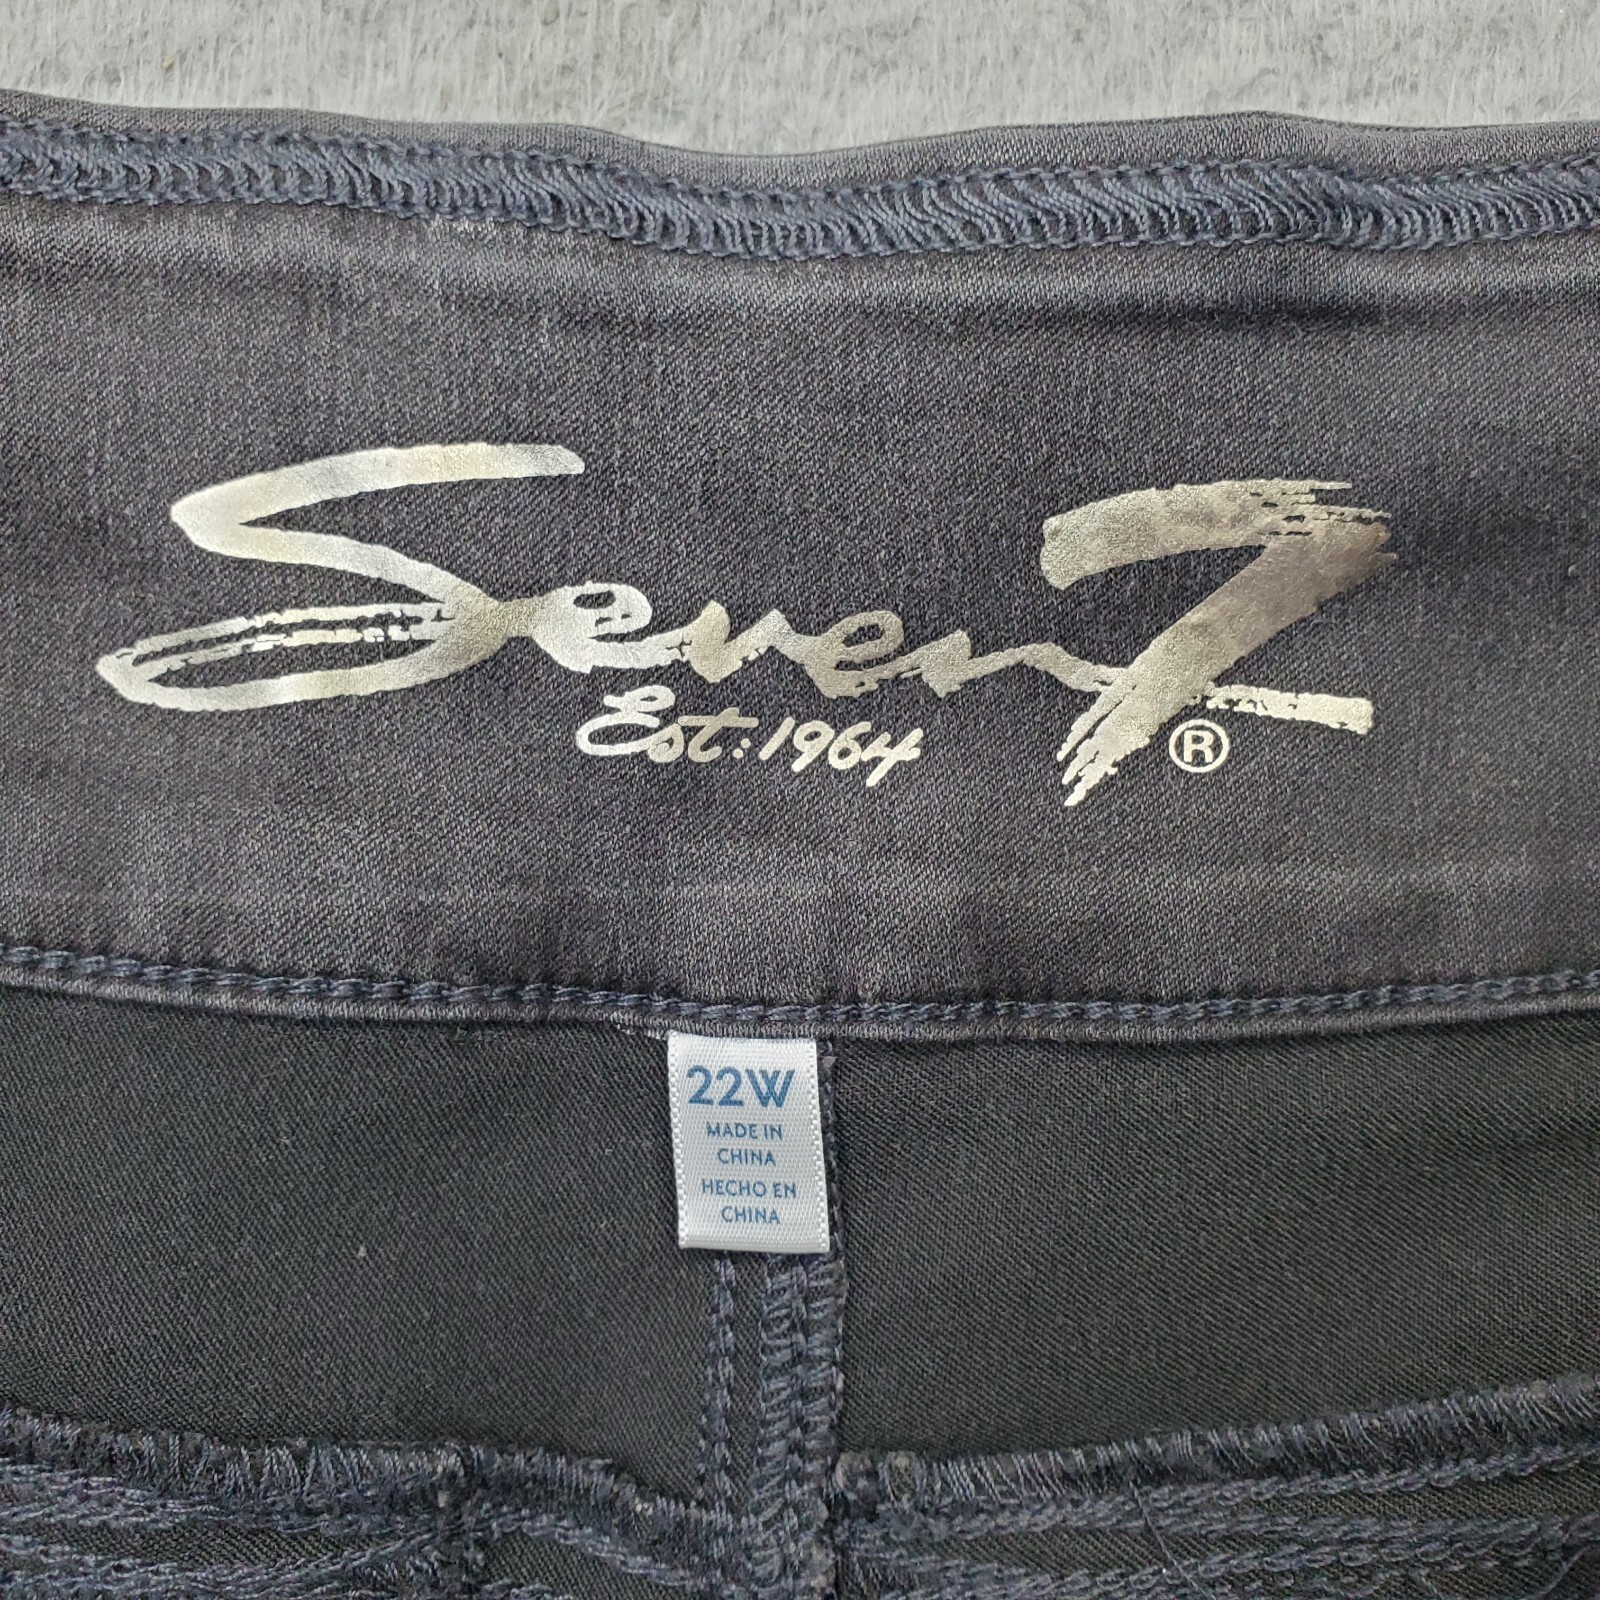 Seven7
Est: 1964 ®
22W
MADE IN
CHINA
HECHO EN
CHINA